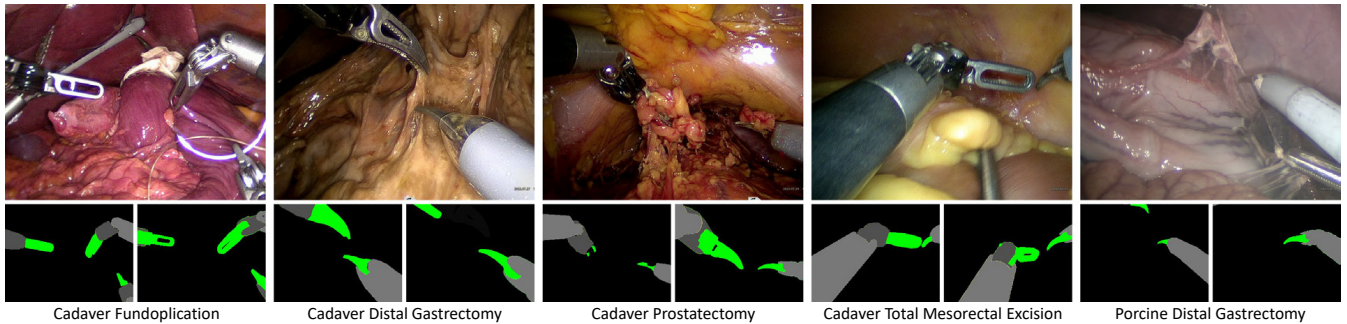 Cadaver Fundoplication
Cadaver Distal Gastrectomy
Cadaver Prostatectomy
Cadaver Total Mesorectal Excision
Porcine Distal Gastrectomy